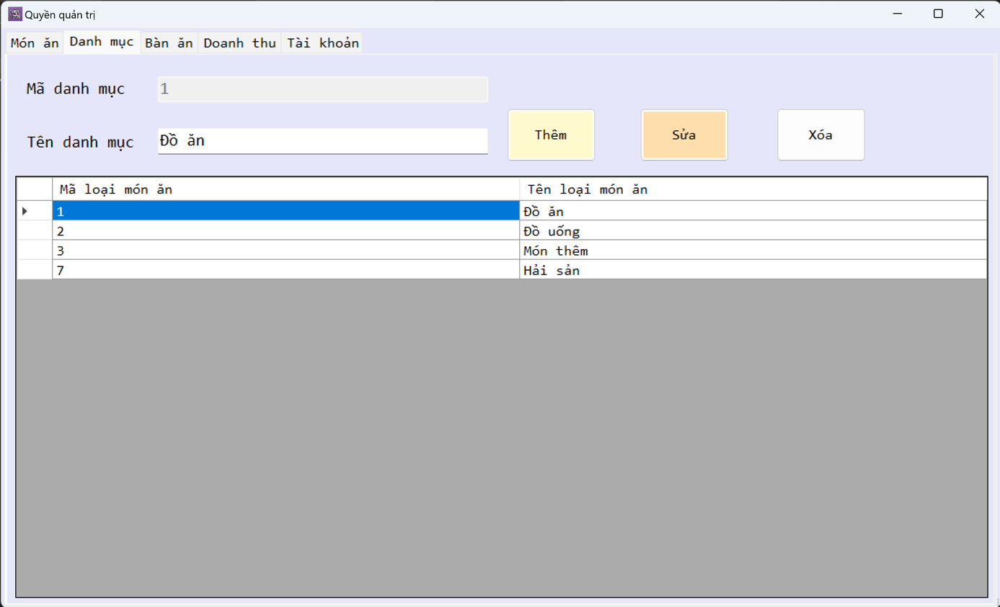 Quyền quản trị
Món ăn Danh mục Bàn ăn Doanh thu Tài khoản
Mã danh mục 1
Tên danh mục Đồ ăn Thêm Sửa Xóa
Mã loại món ăn Tên loại món ăn
1 Đồ ăn
2 Đồ uống
3 Món thêm
7 Hải sản